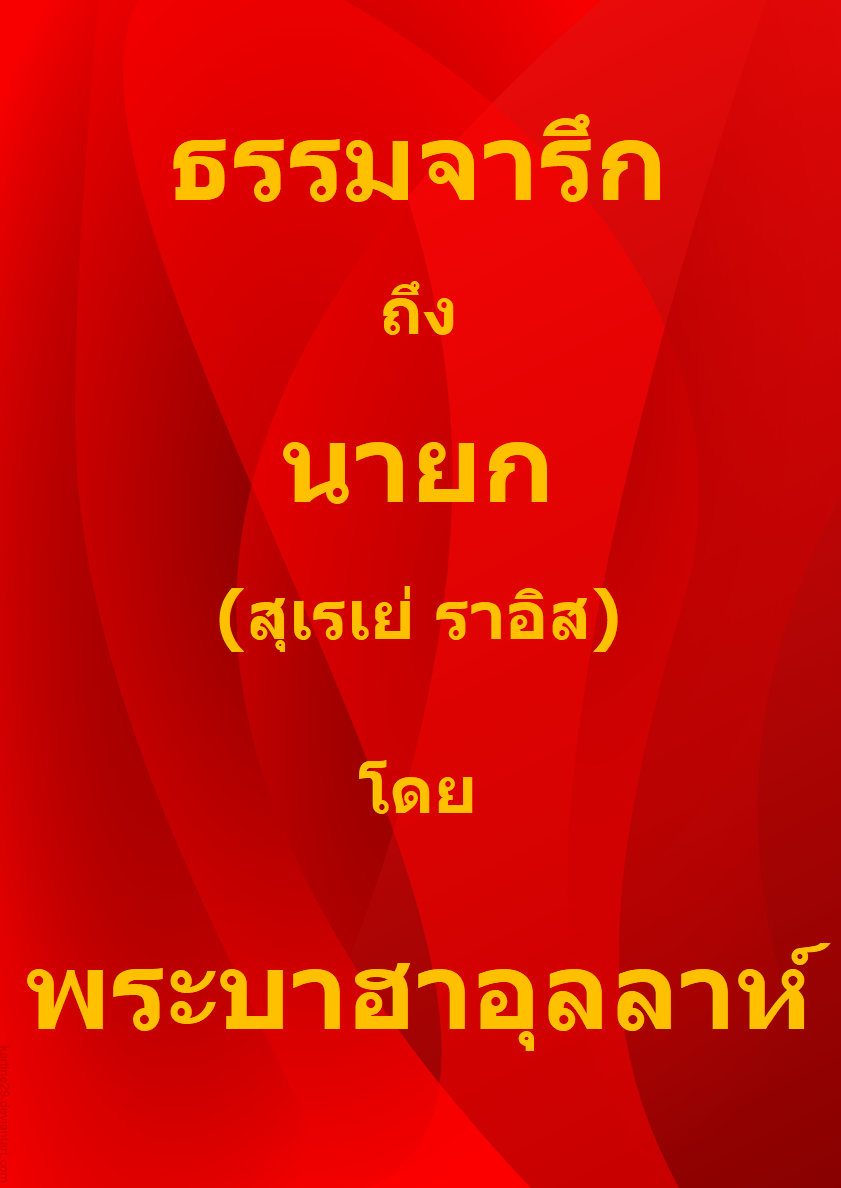 ธรรมจารึก
ถึง
นายก
(สุเรเย่ ราอิส)
โดย
พระบาฮาอุลลาห์